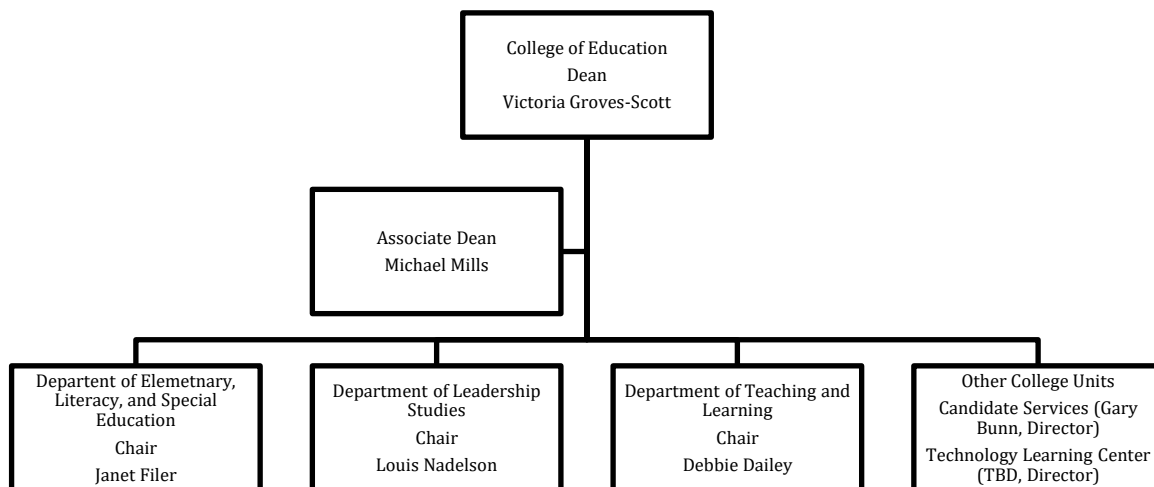 College of Education
Dean
Victoria Groves-Scott
Associate Dean
Michael Mills
Departent of Elemetnary,
Literacy, and Special
Education
Chair
Janet Filer
Department of Leadership
Studies
Chair
Louis Nadelson
Department of Teaching and
Learning
Chair
Debbie Dailey
Other College Units
Candidate Services (Gary
Bunn, Director)
Technology Learning Center
(TBD, Director)